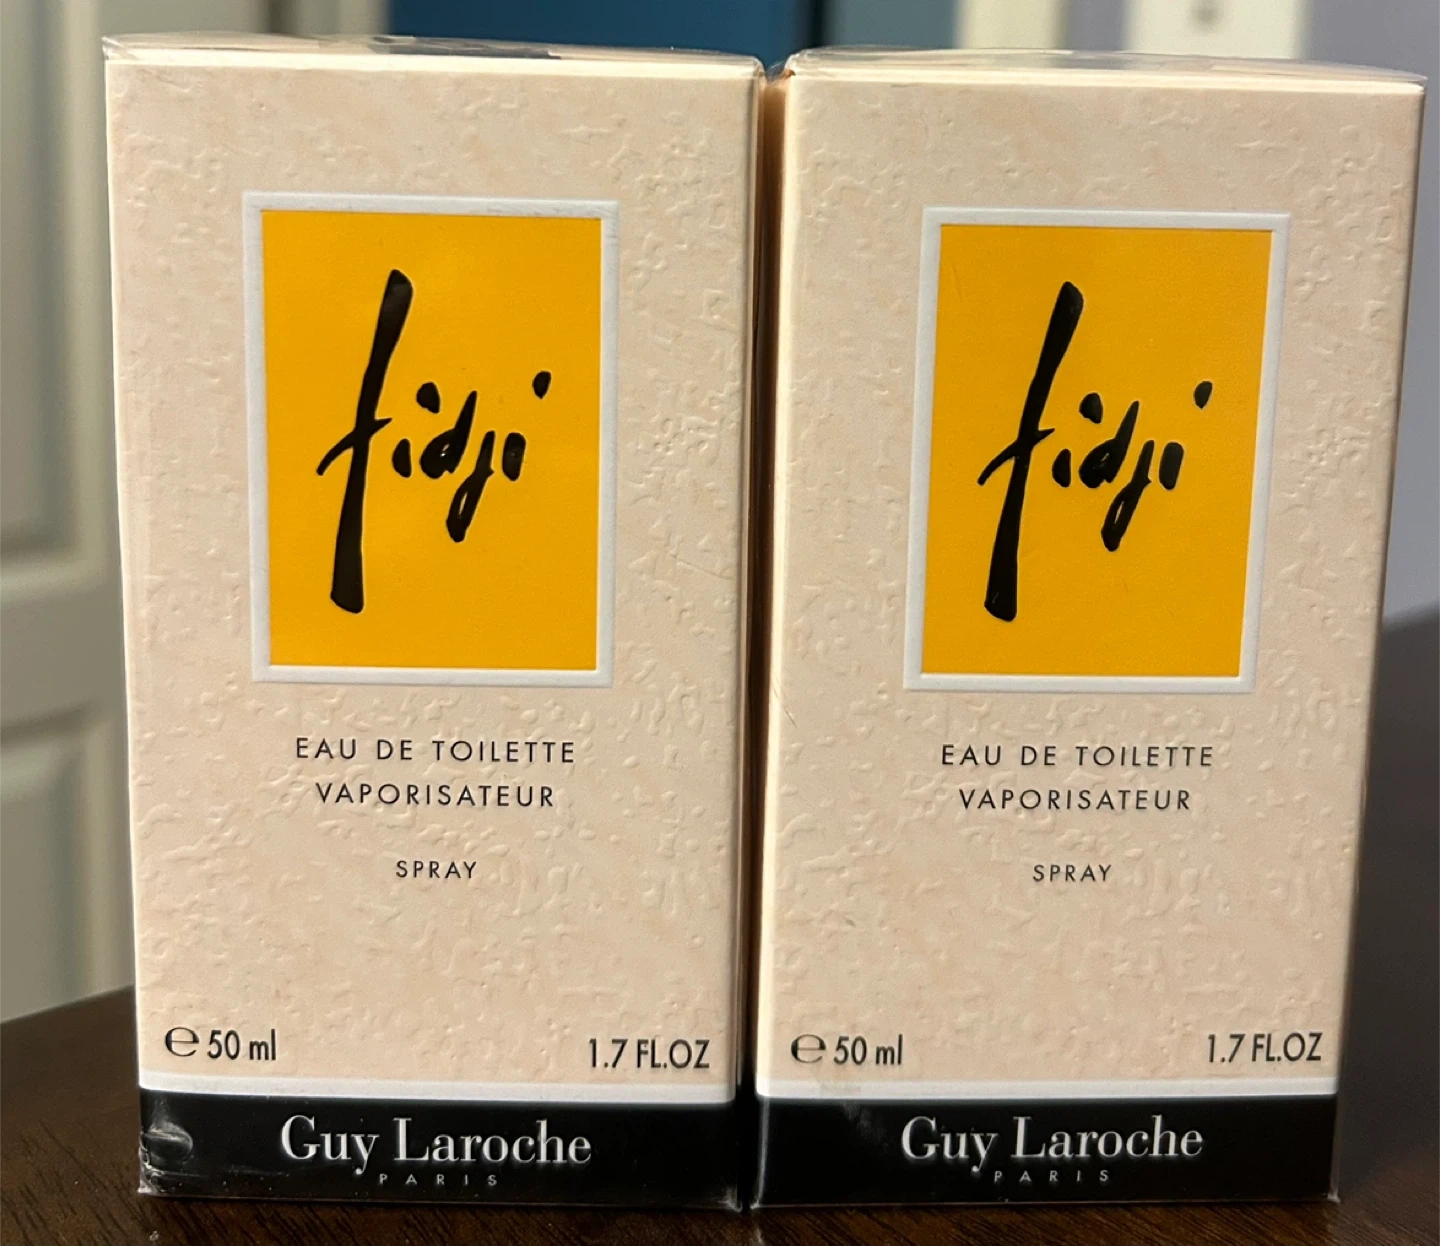 fidji
EAU DE TOILETTE
VAPORISATEUR
SPRAY
℮ 50 ml 1.7 FL.OZ
Guy Laroche
PARIS
fidji
EAU DE TOILETTE
VAPORISATEUR
SPRAY
℮ 50 ml 1.7 FL.OZ
Guy Laroche
PARIS